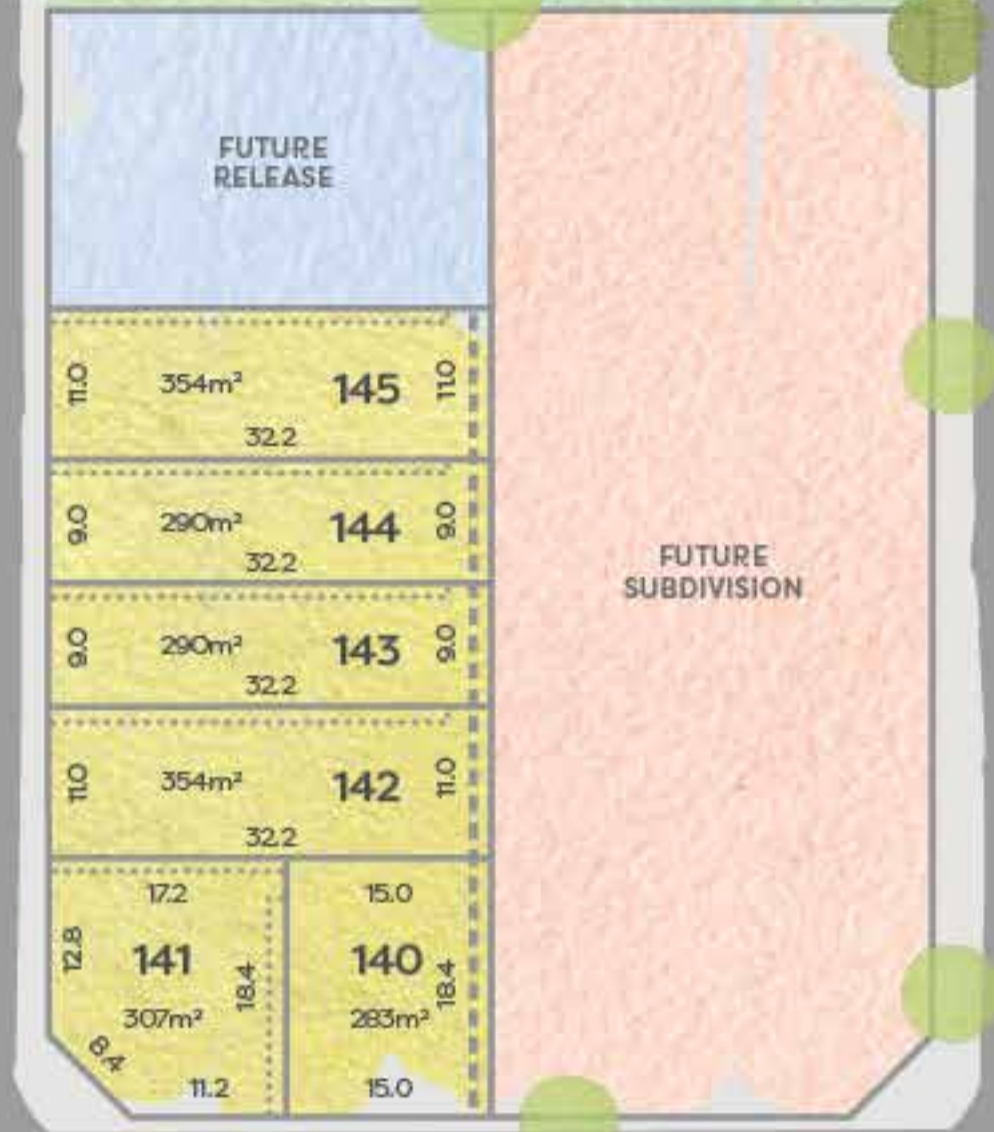 FUTURE
RELEASE
11.0
354m²
145
11.0
32.2
9.0
290m²
144
9.0
32.2
9.0
290m²
143
9.0
32.2
11.0
354m²
142
11.0
32.2
FUTURE
SUBDIVISION
17.2
12.8
141
18.4
307m²
8.4
11.2
15.0
140
18.4
283m²
15.0